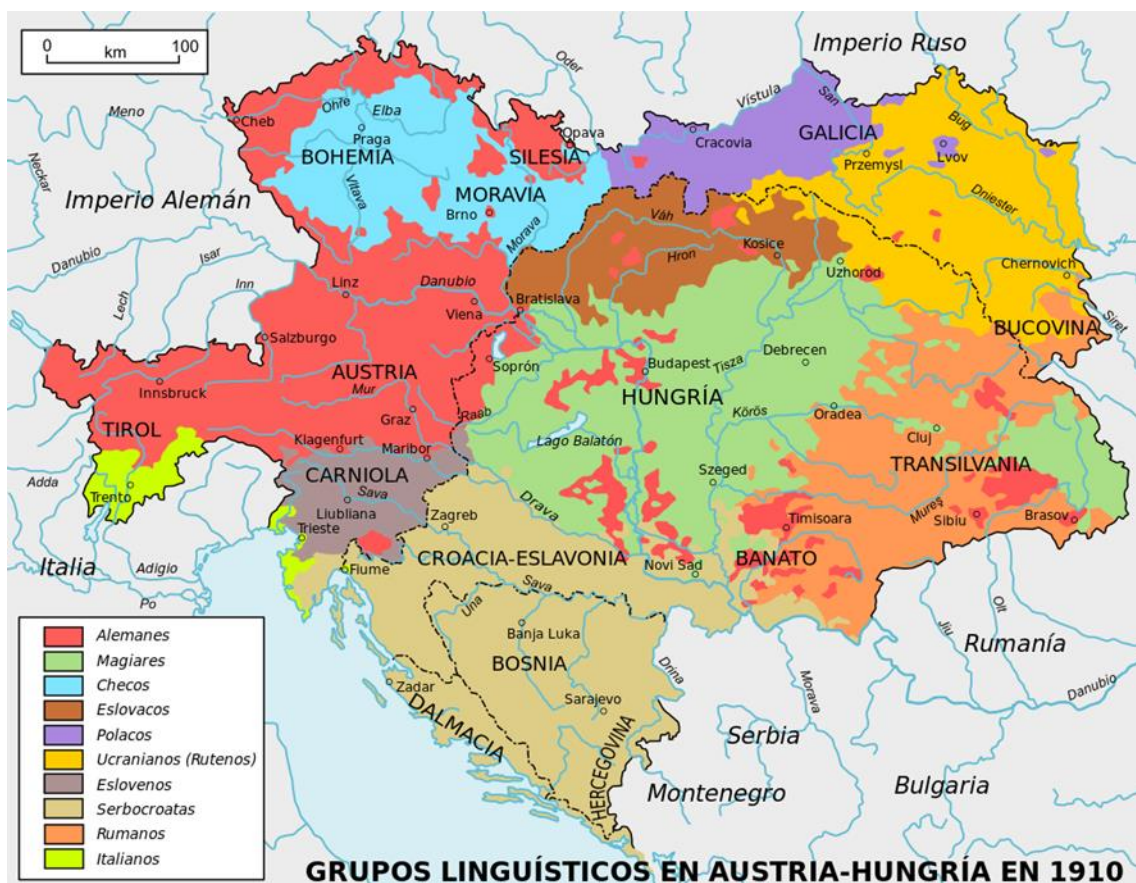 0 100
km
Imperio Ruso
Oder
Vístula
San
Meno
Ohře
Elba
Cheb
Praga
Opava
Cracovia
GALICIA
Bug
BOHEMIA
SILESIA
Przemysl
Lvov
Neckar
Vltava
MORAVIA
Imperio Alemán
Brno
Morava
Váh
Dniester
Danubio
Isar
Hron
Kosice
Uzhorod
Chernovich
Inn
Linz
Danubio
Lech
Viena
Bratislava
Siret
Salzburgo
BUCOVINA
Soprón
Budapest
Tisza
Debrecen
AUSTRIA
Innsbruck
Mur
HUNGRÍA
Graz
Raab
Körös
Oradea
TIROL
Klagenfurt
Maribor
Lago Balatón
Cluj
CARNIOLA
Szeged
TRANSILVANIA
Adda
Trento
Sava
Drava
Mureş
Liubliana
Zagreb
Timisoara
Sibiu
Brasov
Trieste
Italia
Adigio
Fiume
CROACIA-ESLAVONIA
BANATO
Novi Sad
Po
Sava
Una
Olt
Jiu
Banja Luka
Rumanía
BOSNIA
Drina
Zadar
Sarajevo
Morava
Danubio
DALMACIA
HERCEGOVINA
Serbia
Montenegro
Bulgaria
Alemanes
Magiares
Checos
Eslovacos
Polacos
Ucranianos (Rutenos)
Eslovenos
Serbocroatas
Rumanos
Italianos
GRUPOS LINGUÍSTICOS EN AUSTRIA-HUNGRÍA EN 1910